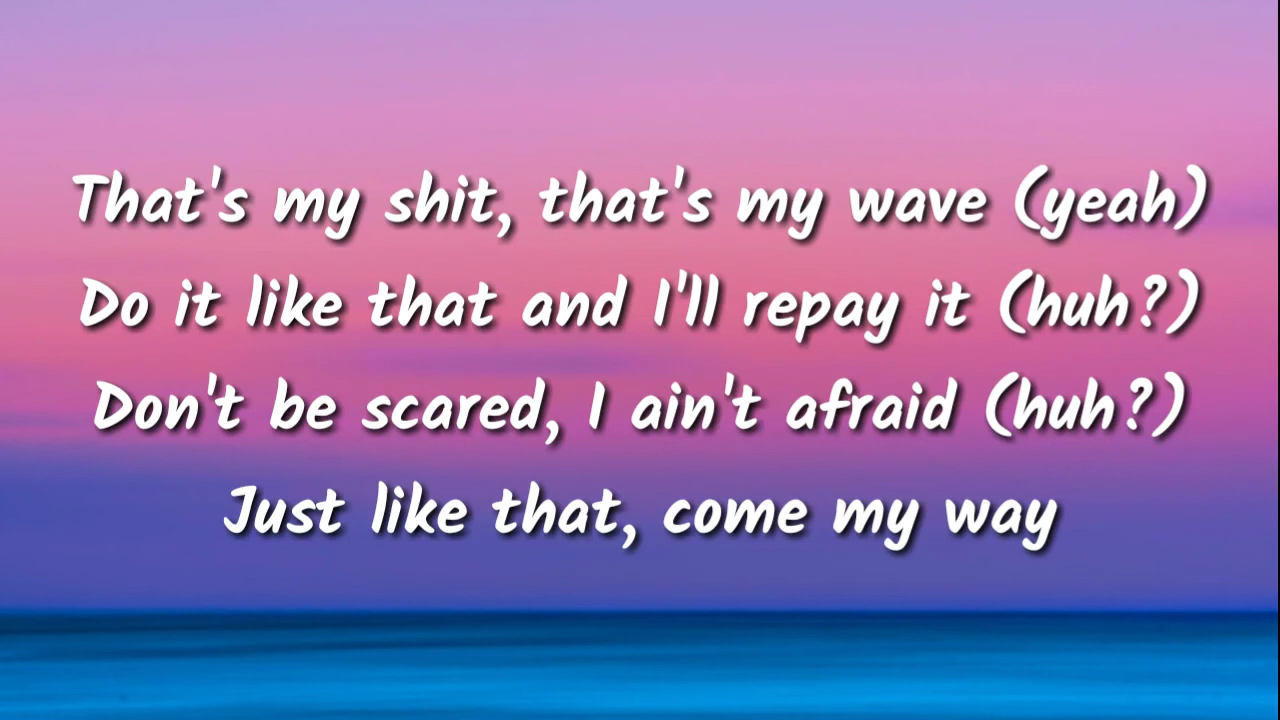 That's my shit, that's my wave (yeah)
Do it like that and I'll repay it (huh?)
Don't be scared, I ain't afraid (huh?)
Just like that, come my way